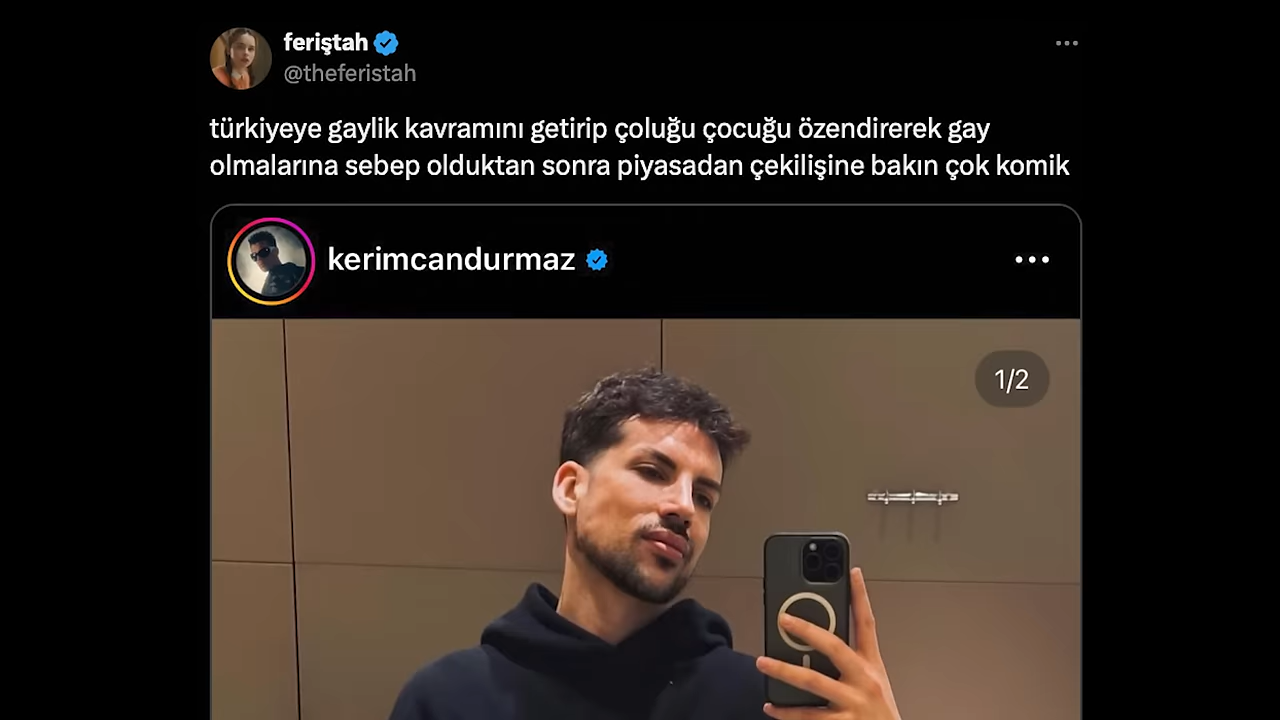 feriştah
@theferistah
türkiyeye gaylik kavramını getirip çoluğu çocuğu özendirerek gay
olmalarına sebep olduktan sonra piyasadan çekilişine bakın çok komik
kerimcandurmaz
1/2